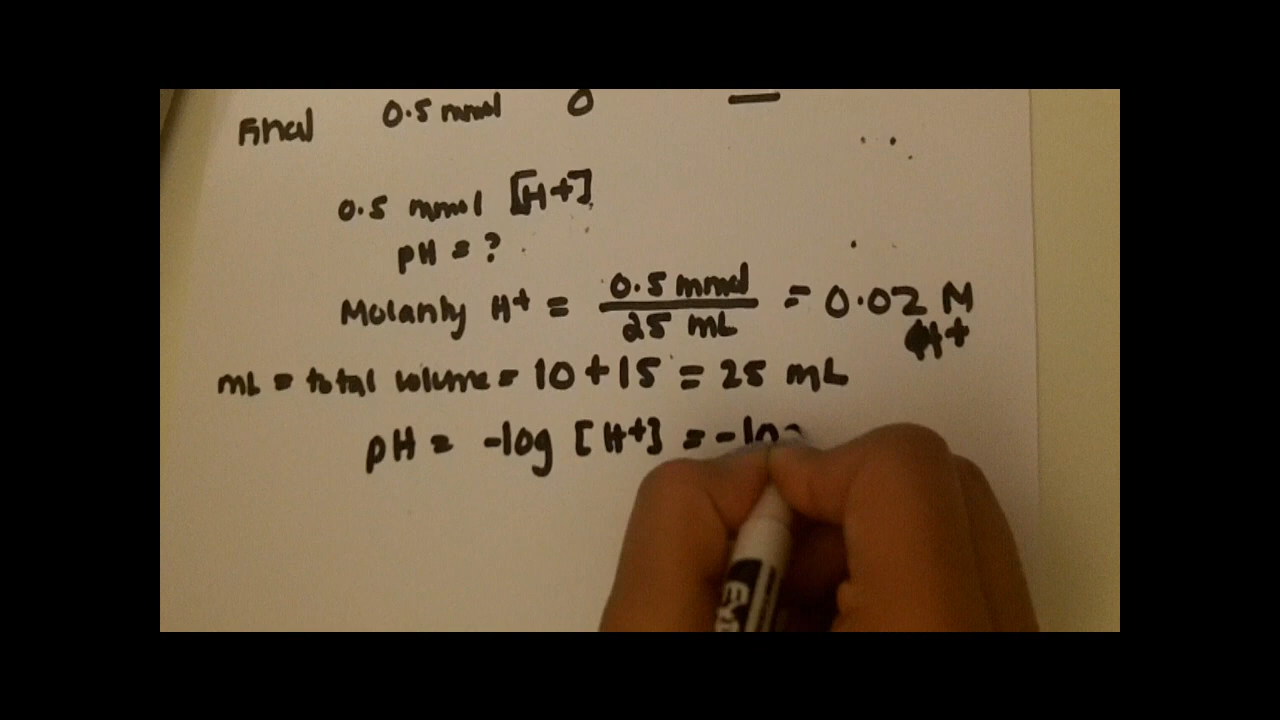 Final 0.5 mmol 0 —
0.5 mmol [H+]
pH = ?
Molarity H+ = 0.5 mmol / 25 mL = 0.02 M
H+
mL = total volume = 10 + 15 = 25 mL
pH = -log [H+] = -log